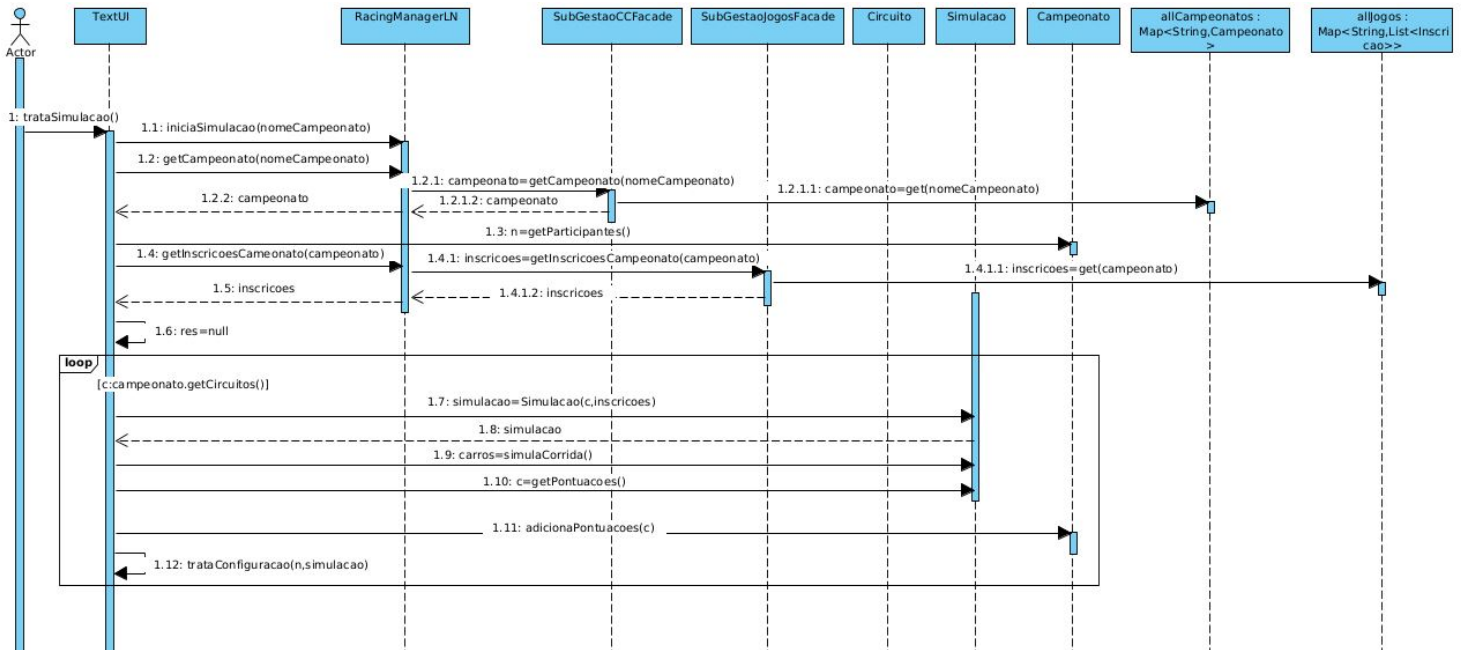 Actor
TextUI
RacingManagerLN
SubGestaoCCFacade
SubGestaoJogosFacade
Circuito
Simulacao
Campeonato
allCampeonatos :
Map<String,Campeonato
>
allJogos :
Map<String,List<Inscri
cao>>
1: trataSimulacao()
1.1: iniciaSimulacao(nomeCampeonato)
1.2: getCampeonato(nomeCampeonato)
1.2.1: campeonato=getCampeonato(nomeCampeonato)
1.2.1.1: campeonato=get(nomeCampeonato)
1.2.2: campeonato
1.2.1.2: campeonato
1.3: n=getParticipantes()
1.4: getInscricoesCameonato(campeonato)
1.4.1: inscricoes=getInscricoesCampeonato(campeonato)
1.4.1.1: inscricoes=get(campeonato)
1.5: inscricoes
1.4.1.2: inscricoes
1.6: res=null
loop
[c:campeonato.getCircuitos()]
1.7: simulacao=Simulacao(c,inscricoes)
1.8: simulacao
1.9: carros=simulaCorrida()
1.10: c=getPontuacoes()
1.11: adicionaPontuacoes(c)
1.12: trataConfiguracao(n,simulacao)